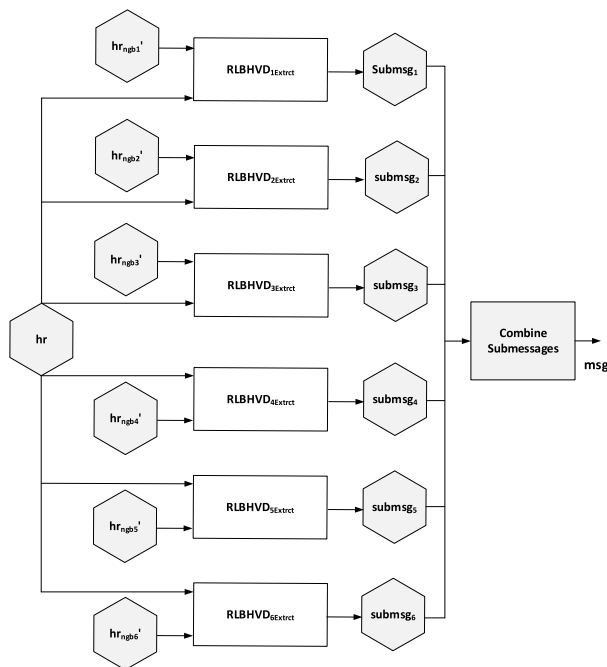 hrngb1'
RLBHVD1Extrct
Submsg1
hrngb2'
RLBHVD2Extrct
submsg2
hrngb3'
RLBHVD3Extrct
submsg3
hr
Combine
Submessages
msg
hrngb4'
RLBHVD4Extrct
submsg4
hrngb5'
RLBHVD5Extrct
submsg5
hrngb6'
RLBHVD6Extrct
submsg6